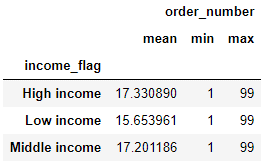 order_number
mean min max
income_flag
High income 17.330890 1 99
Low income 15.653961 1 99
Middle income 17.201186 1 99